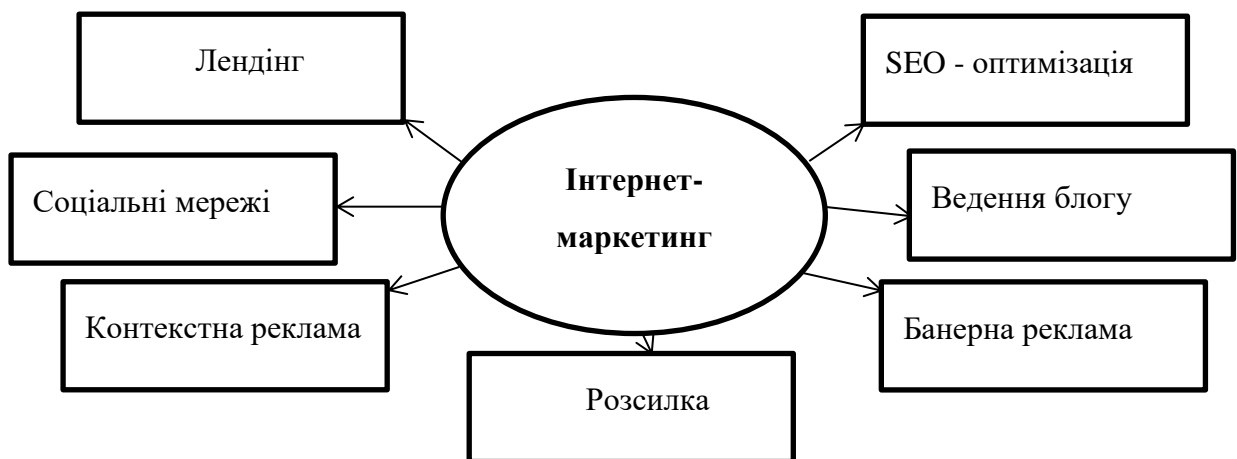 Лендінг
SEO - оптимізація
Інтернет-
маркетинг
Соціальні мережі
Ведення блогу
Контекстна реклама
Банерна реклама
Розсилка